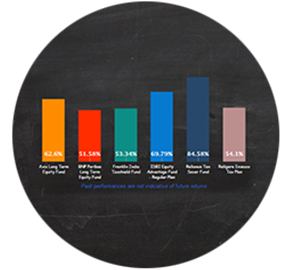 62.6%
51.58%
53.34%
69.79%
84.58%
54.1%
Axis Long Term
Equity Fund
BNP Paribas
Long Term
Equity Fund
Franklin India
Taxshield Fund
IDBI Equity
Advantage Fund
- Regular Plan
Reliance Tax
Saver Fund
Religare Invesco
Tax Plan
Past performances are not indicative of future returns